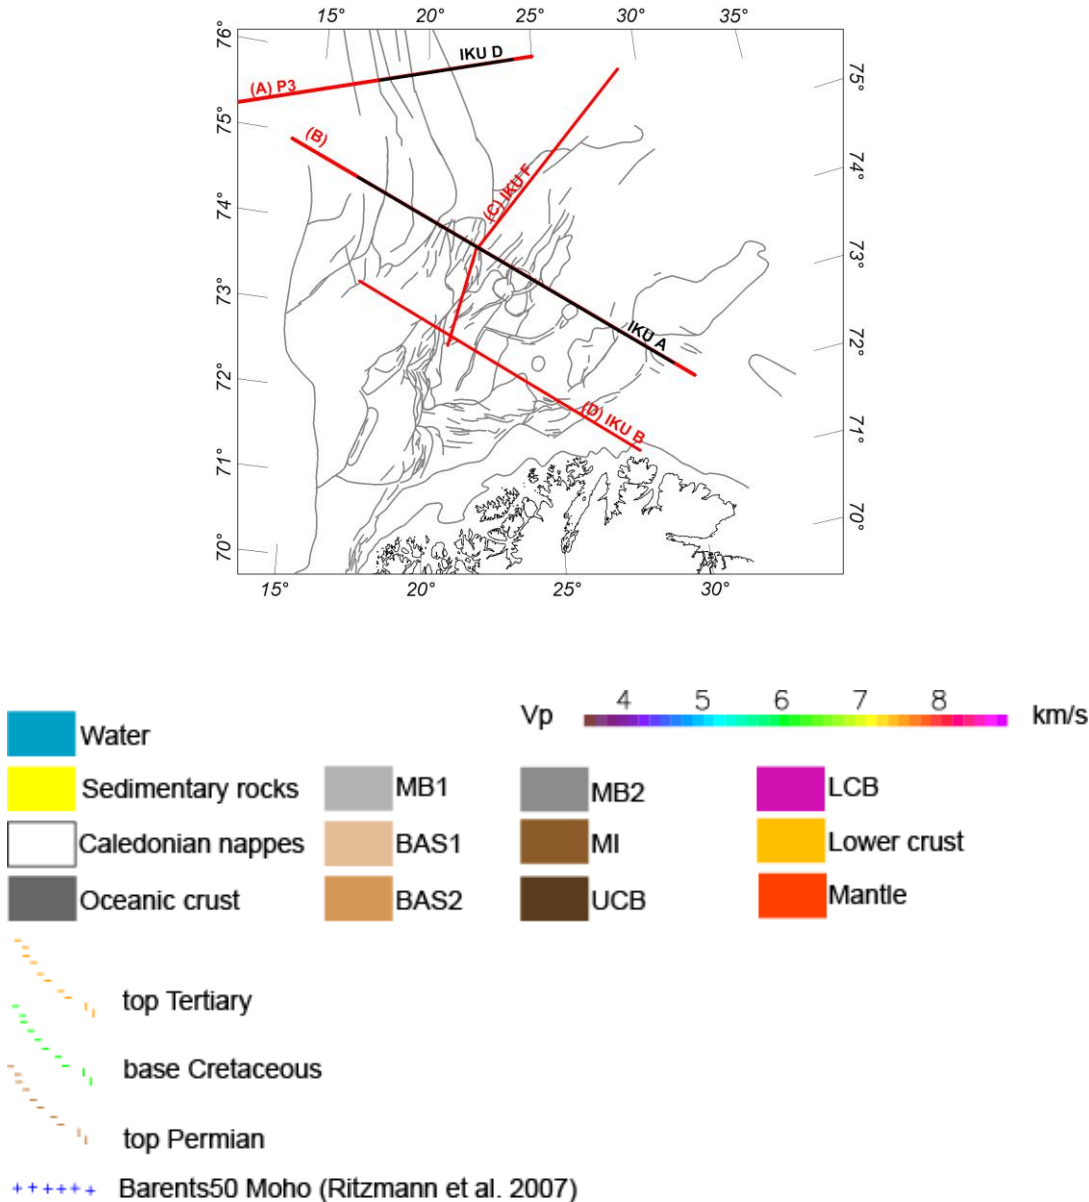 15° 20° 25° 30° 35°
76°
IKU D
(A) P3
75°
75°
(B)
74°
(C) IKU F
74°
73°
73°
IKU A
72°
72°
(D) IKU B
71°
71°
70°
70°
15° 20° 25° 30°
Vp 4 5 6 7 8 km/s
Water
Sedimentary rocks MB1 MB2 LCB
Caledonian nappes BAS1 MI Lower crust
Oceanic crust BAS2 UCB Mantle
top Tertiary
base Cretaceous
top Permian
Barents50 Moho (Ritzmann et al. 2007)